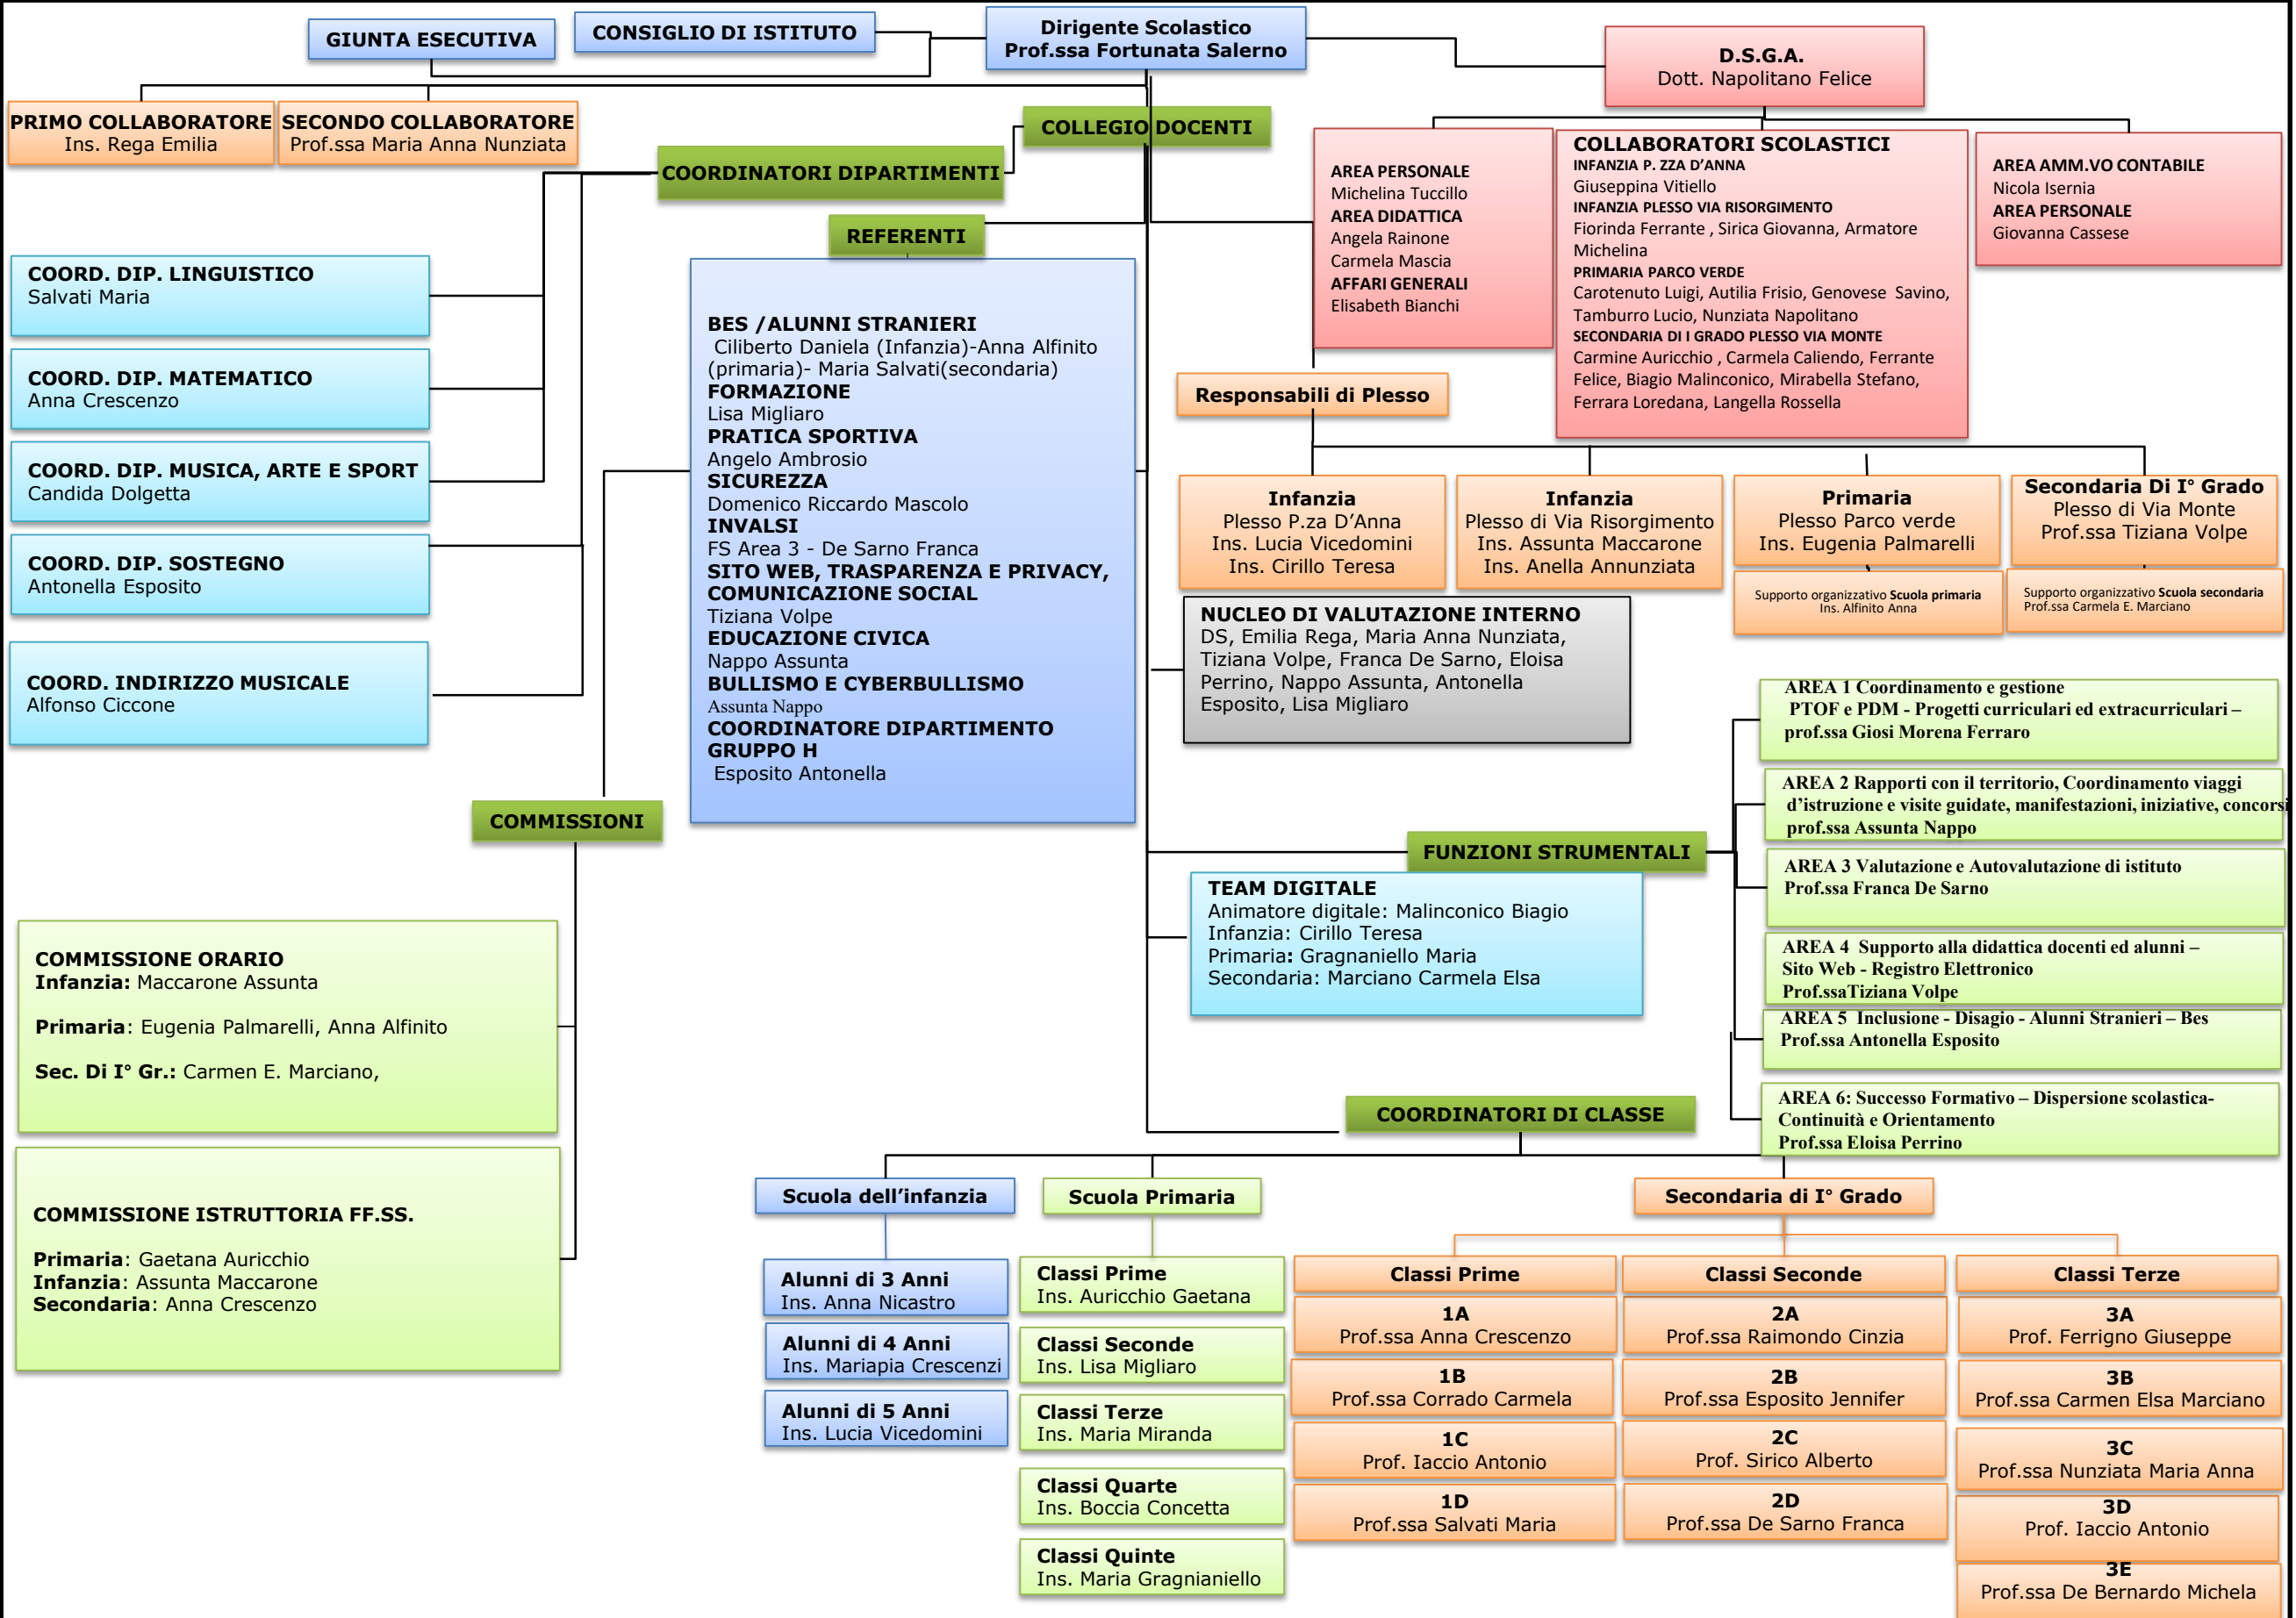 GIUNTA ESECUTIVA
CONSIGLIO DI ISTITUTO
Dirigente Scolastico
Prof.ssa Fortunata Salerno
D.S.G.A.
Dott. Napolitano Felice
PRIMO COLLABORATORE
Ins. Rega Emilia
SECONDO COLLABORATORE
Prof.ssa Maria Anna Nunziata
COLLEGIO DOCENTI
COORDINATORI DIPARTIMENTI
REFERENTI
AREA PERSONALE
Michelina Tuccillo
AREA DIDATTICA
Angela Rainone
Carmela Mascia
AFFARI GENERALI
Elisabeth Bianchi
COLLABORATORI SCOLASTICI
INFANZIA P. ZZA D'ANNA
Giuseppina Vitiello
INFANZIA PLESSO VIA RISORGIMENTO
Fiorinda Ferrante , Sirica Giovanna, Armatore
Michelina
PRIMARIA PARCO VERDE
Carotenuto Luigi, Autilia Frisio, Genovese Savino,
Tamburro Lucio, Nunziata Napolitano
SECONDARIA DI I GRADO PLESSO VIA MONTE
Carmine Auricchio , Carmela Caliendo, Ferrante
Felice, Biagio Malinconico, Mirabella Stefano,
Ferrara Loredana, Langella Rossella
AREA AMM.VO CONTABILE
Nicola Isernia
AREA PERSONALE
Giovanna Cassese
COORD. DIP. LINGUISTICO
Salvati Maria
COORD. DIP. MATEMATICO
Anna Crescenzo
COORD. DIP. MUSICA, ARTE E SPORT
Candida Dolgetta
COORD. DIP. SOSTEGNO
Antonella Esposito
COORD. INDIRIZZO MUSICALE
Alfonso Ciccone
BES /ALUNNI STRANIERI
Ciliberto Daniela (Infanzia)-Anna Alfinito
(primaria)- Maria Salvati(secondaria)
FORMAZIONE
Lisa Migliaro
PRATICA SPORTIVA
Angelo Ambrosio
SICUREZZA
Domenico Riccardo Mascolo
INVALSI
FS Area 3 - De Sarno Franca
SITO WEB, TRASPARENZA E PRIVACY,
COMUNICAZIONE SOCIAL
Tiziana Volpe
EDUCAZIONE CIVICA
Nappo Assunta
BULLISMO E CYBERBULLISMO
Assunta Nappo
COORDINATORE DIPARTIMENTO
GRUPPO H
Esposito Antonella
Responsabili di Plesso
Infanzia
Plesso P.za D'Anna
Ins. Lucia Vicedomini
Ins. Cirillo Teresa
Infanzia
Plesso di Via Risorgimento
Ins. Assunta Maccarone
Ins. Anella Annunziata
Primaria
Plesso Parco verde
Ins. Eugenia Palmarelli
Secondaria Di I° Grado
Plesso di Via Monte
Prof.ssa Tiziana Volpe
Supporto organizzativo Scuola primaria
Ins. Alfinito Anna
Supporto organizzativo Scuola secondaria
Prof.ssa Carmela E. Marciano
NUCLEO DI VALUTAZIONE INTERNO
DS, Emilia Rega, Maria Anna Nunziata,
Tiziana Volpe, Franca De Sarno, Eloisa
Perrino, Nappo Assunta, Antonella
Esposito, Lisa Migliaro
COMMISSIONI
FUNZIONI STRUMENTALI
AREA 1 Coordinamento e gestione
PTOF e PDM - Progetti curriculari ed extracurriculari –
prof.ssa Giosi Morena Ferraro
AREA 2 Rapporti con il territorio, Coordinamento viaggi
d'istruzione e visite guidate, manifestazioni, iniziative, concorsi
prof.ssa Assunta Nappo
AREA 3 Valutazione e Autovalutazione di istituto
Prof.ssa Franca De Sarno
AREA 4 Supporto alla didattica docenti ed alunni –
Sito Web - Registro Elettronico
Prof.ssaTiziana Volpe
AREA 5 Inclusione - Disagio - Alunni Stranieri – Bes
Prof.ssa Antonella Esposito
AREA 6: Successo Formativo – Dispersione scolastica-
Continuità e Orientamento
Prof.ssa Eloisa Perrino
TEAM DIGITALE
Animatore digitale: Malinconico Biagio
Infanzia: Cirillo Teresa
Primaria: Gragnaniello Maria
Secondaria: Marciano Carmela Elsa
COMMISSIONE ORARIO
Infanzia: Maccarone Assunta
Primaria: Eugenia Palmarelli, Anna Alfinito
Sec. Di I° Gr.: Carmen E. Marciano,
COMMISSIONE ISTRUTTORIA FF.SS.
Primaria: Gaetana Auricchio
Infanzia: Assunta Maccarone
Secondaria: Anna Crescenzo
COORDINATORI DI CLASSE
Scuola dell'infanzia
Alunni di 3 Anni
Ins. Anna Nicastro
Alunni di 4 Anni
Ins. Mariapia Crescenzi
Alunni di 5 Anni
Ins. Lucia Vicedomini
Scuola Primaria
Classi Prime
Ins. Auricchio Gaetana
Classi Seconde
Ins. Lisa Migliaro
Classi Terze
Ins. Maria Miranda
Classi Quarte
Ins. Boccia Concetta
Classi Quinte
Ins. Maria Gragnianiello
Secondaria di I° Grado
Classi Prime
1A
Prof.ssa Anna Crescenzo
1B
Prof.ssa Corrado Carmela
1C
Prof. Iaccio Antonio
1D
Prof.ssa Salvati Maria
Classi Seconde
2A
Prof.ssa Raimondo Cinzia
2B
Prof.ssa Esposito Jennifer
2C
Prof. Sirico Alberto
2D
Prof.ssa De Sarno Franca
Classi Terze
3A
Prof. Ferrigno Giuseppe
3B
Prof.ssa Carmen Elsa Marciano
3C
Prof.ssa Nunziata Maria Anna
3D
Prof. Iaccio Antonio
3E
Prof.ssa De Bernardo Michela